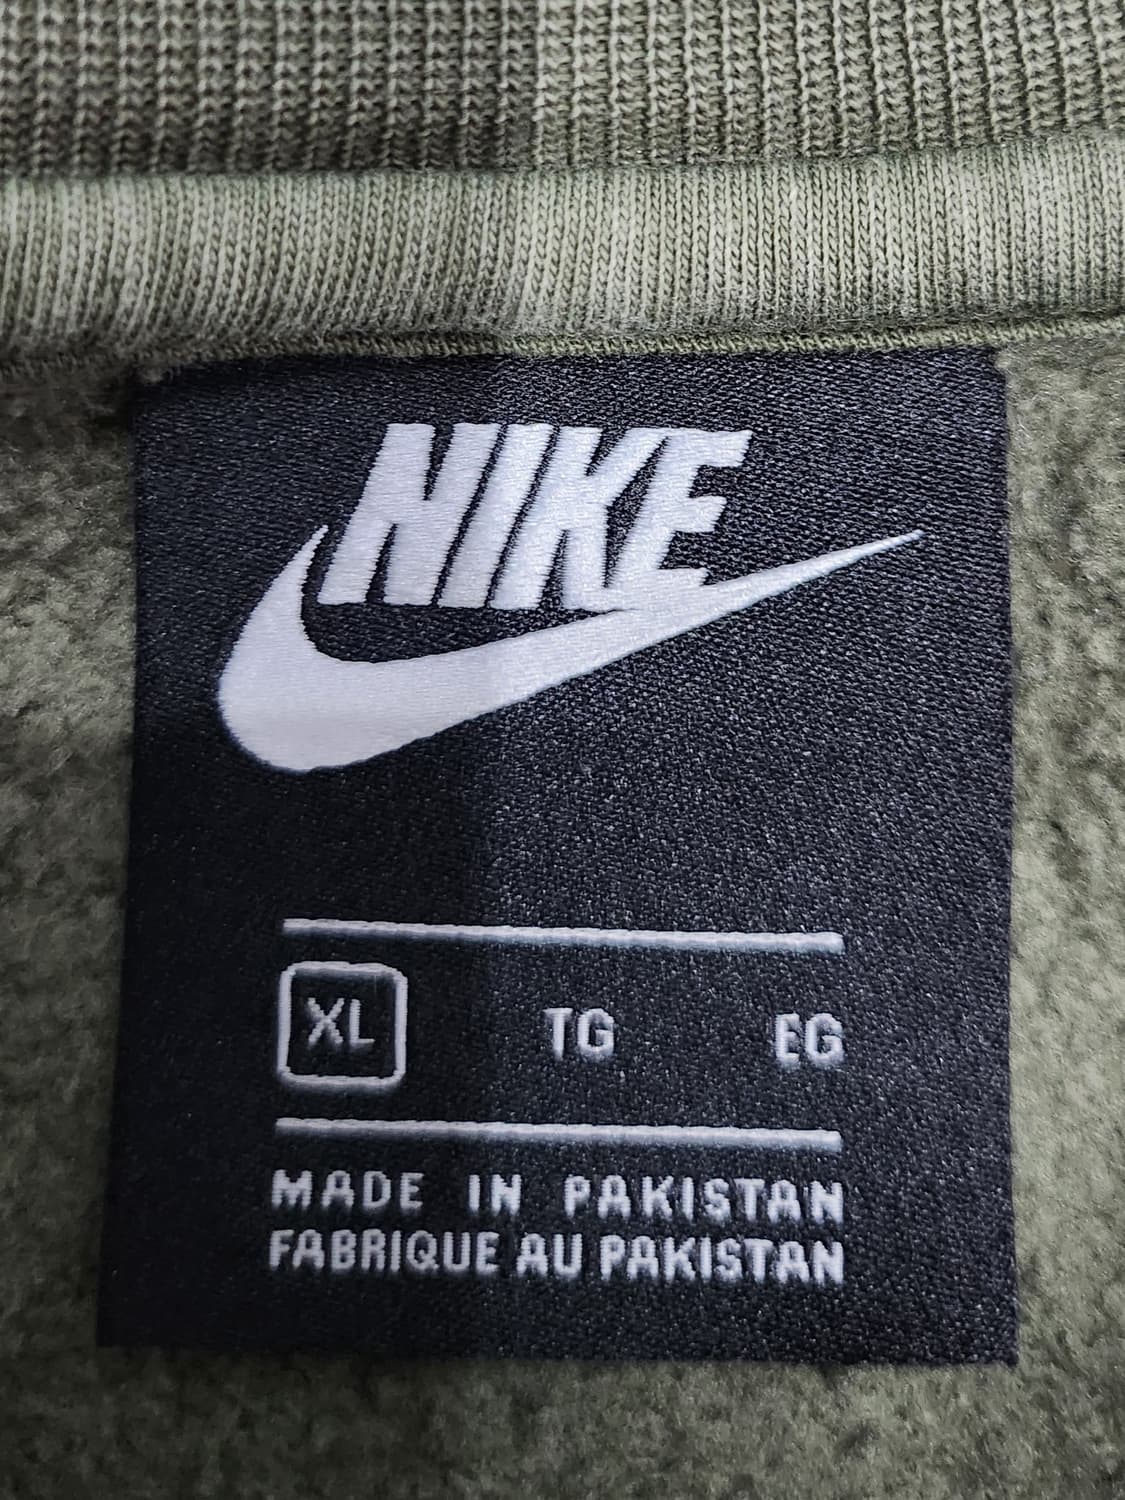 NIKE
XL TG EG
MADE IN PAKISTAN
FABRIQUE AU PAKISTAN